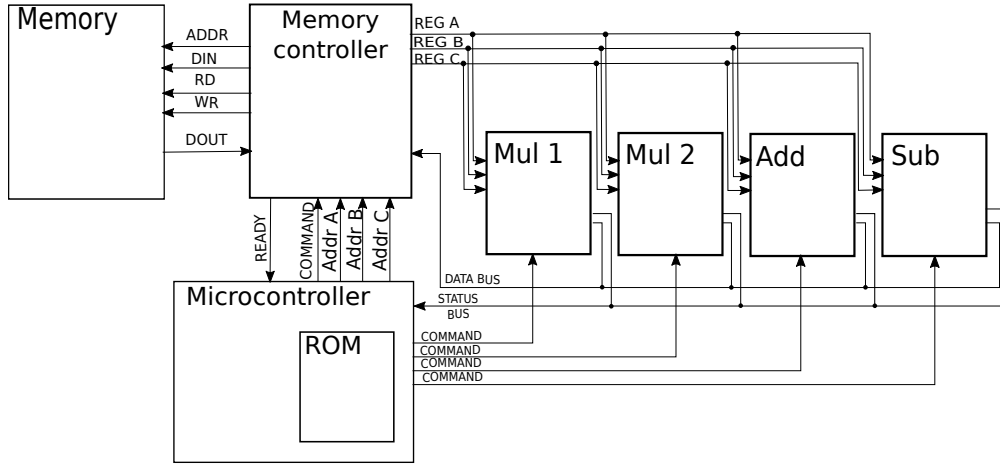 Memory
ADDR
DIN
RD
WR
DOUT
Memory
controller
REG A
REG B
REG C
Mul 1
Mul 2
Add
Sub
READY
COMMAND
Addr A
Addr B
Addr C
DATA BUS
STATUS
BUS
Microcontroller
ROM
COMMAND
COMMAND
COMMAND
COMMAND